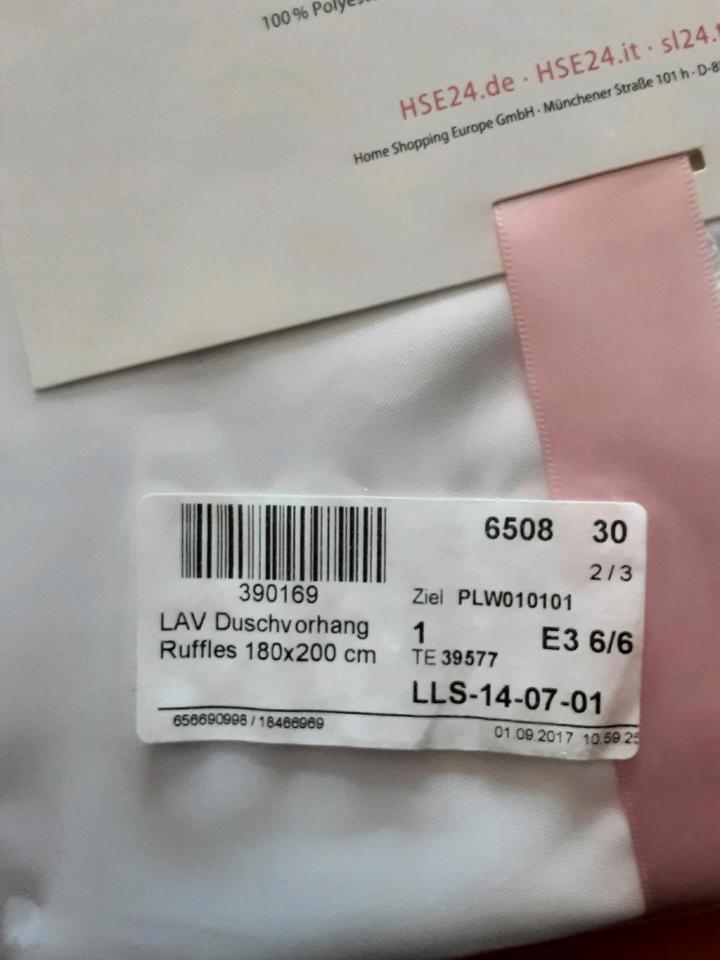 100% Polyes
HSE24.de · HSE24.it · sl24.
Home Shopping Europe GmbH · Münchener Straße 101 h · D-8
6508 30
2/3
390169
Ziel PLW010101
LAV Duschvorhang
1 E3 6/6
Ruffles 180x200 cm
TE 39577
LLS-14-07-01
656690998 / 18466969
01.09.2017 10.59.25